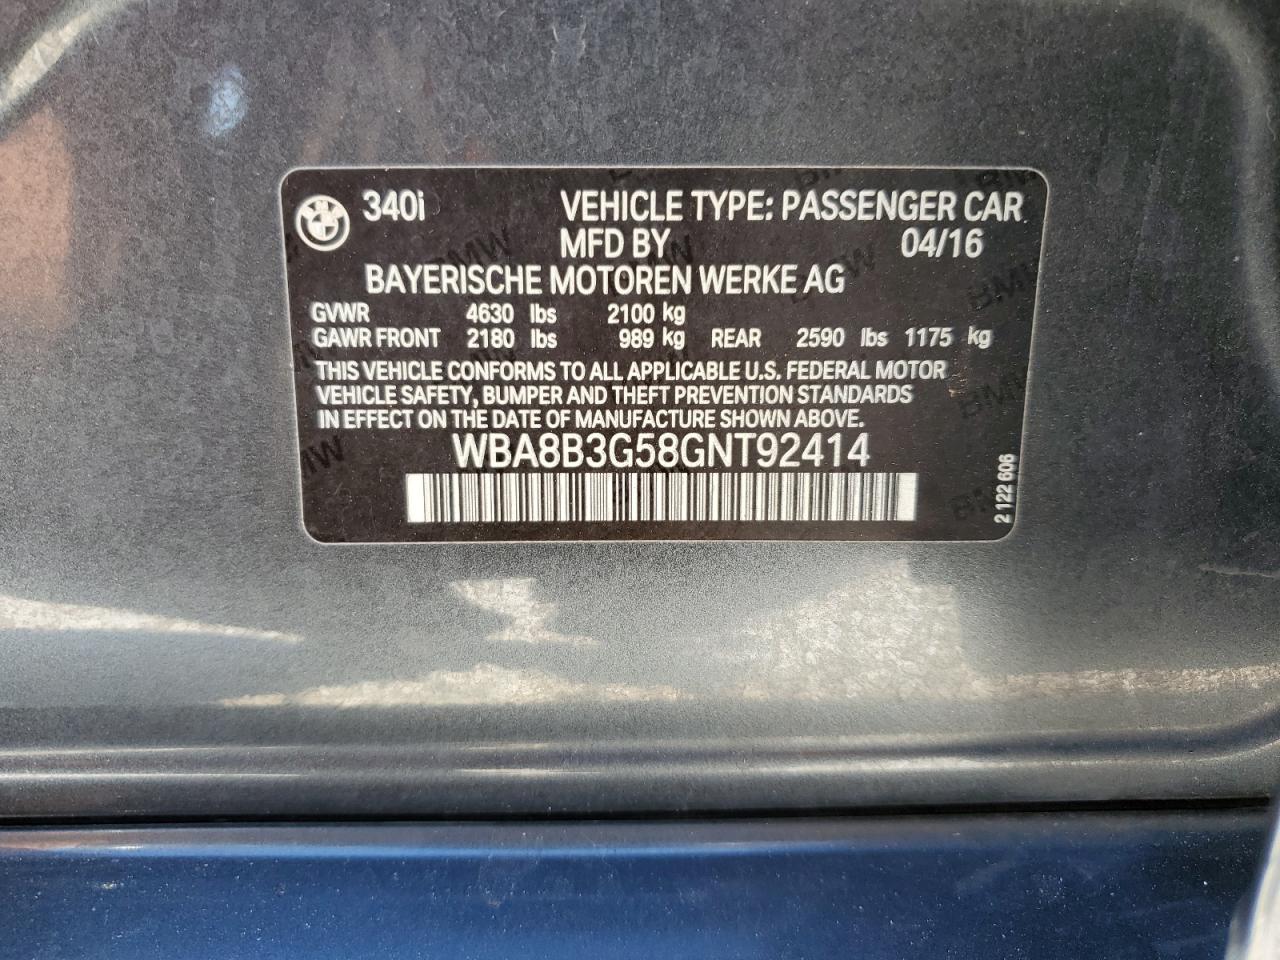 340i VEHICLE TYPE: PASSENGER CAR
MFD BY 04/16
BAYERISCHE MOTOREN WERKE AG
GVWR 4630 lbs 2100 kg
GAWR FRONT 2180 lbs 989 kg REAR 2590 lbs 1175 kg
THIS VEHICLE CONFORMS TO ALL APPLICABLE U.S. FEDERAL MOTOR
VEHICLE SAFETY, BUMPER AND THEFT PREVENTION STANDARDS
IN EFFECT ON THE DATE OF MANUFACTURE SHOWN ABOVE.
WBA8B3G58GNT92414
2 122 606